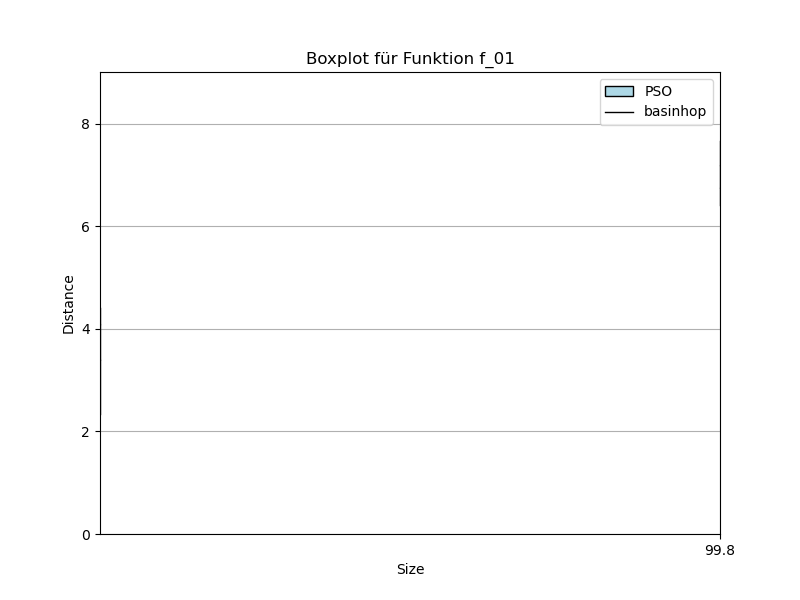 Boxplot für Funktion f_01
PSO
basinhop
8
6
4
2
0
Distance
99.8
Size